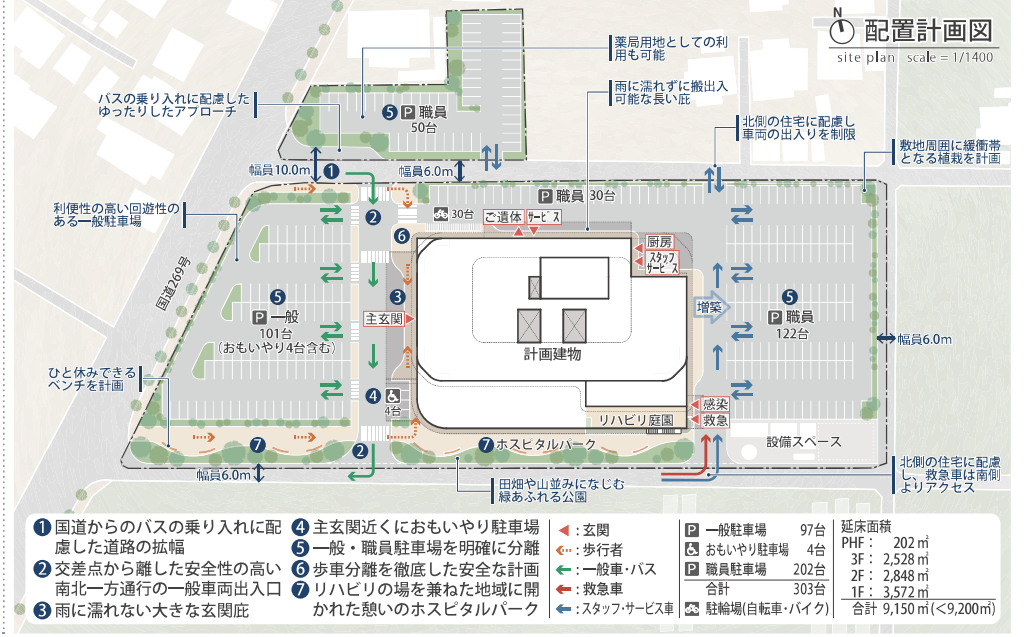 N
配置計画図
site plan scale = 1/1400
薬局用地としての利
用も可能
雨に濡れずに搬出入
可能な長い庇
バスの乗り入れに配慮した
ゆったりしたアプローチ
5 P 職員
50台
北側の住宅に配慮し
車両の出入りを制限
敷地周囲に緩衝帯
となる植栽を計画
幅員10.0m
1
幅員6.0m
利便性の高い回遊性の
ある一般駐車場
2
30台
P 職員 30台
ご遺体
サービス
6
厨房
スタッフ
サービス
国道269号
5
P 一般
101台
(おもいやり4台含む)
3
主玄関
計画建物
増築
5
P 職員
122台
幅員6.0m
ひと休みできる
ベンチを計画
4
4台
感染
救急
リハビリ庭園
7
2
7 ホスピタルパーク
設備スペース
幅員6.0m
田畑や山並みになじむ
緑あふれる公園
北側の住宅に配慮
し、救急車は南側
よりアクセス
1 国道からのバスの乗り入れに配
慮した道路の拡幅
2 交差点から離した安全性の高い
南北一方通行の一般車両出入口
3 雨に濡れない大きな玄関庇
4 主玄関近くにおもいやり駐車場
5 一般・職員駐車場を明確に分離
6 歩車分離を徹底した安全な計画
7 リハビリの場を兼ねた地域に開
かれた憩いのホスピタルパーク
:玄関
:歩行者
:一般車・バス
:救急車
:スタッフ・サービス車
P 一般駐車場 97台
おもいやり駐車場 4台
P 職員駐車場 202台
合計 303台
駐輪場(自転車・バイク)
延床面積
PHF: 202㎡
3F: 2,528㎡
2F: 2,848㎡
1F: 3,572㎡
合計 9,150㎡(<9,200㎡)